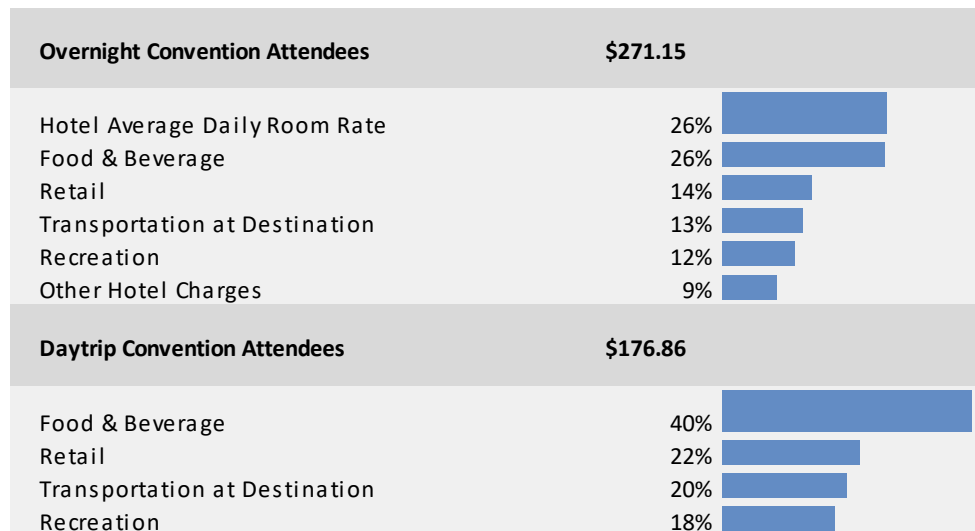 Overnight Convention Attendees $271.15
Hotel Average Daily Room Rate 26%
Food & Beverage 26%
Retail 14%
Transportation at Destination 13%
Recreation 12%
Other Hotel Charges 9%
Daytrip Convention Attendees $176.86
Food & Beverage 40%
Retail 22%
Transportation at Destination 20%
Recreation 18%